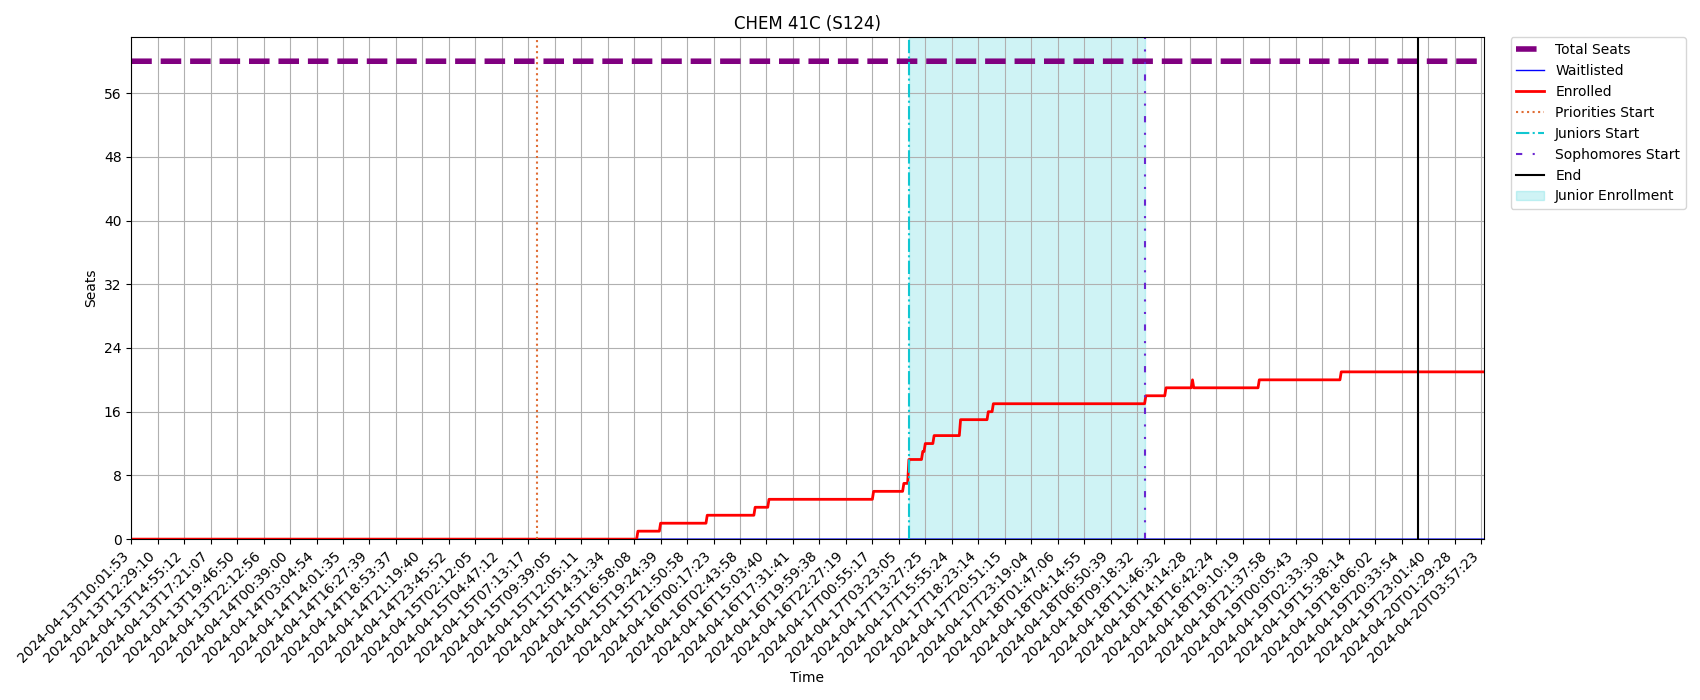 CHEM 41C (S124)
Total Seats
Waitlisted
Enrolled
Priorities Start
Juniors Start
Sophomores Start
End
Junior Enrollment
Seats
56
48
40
32
24
16
8
0
2024-04-13T10:01:53
2024-04-13T12:29:10
2024-04-13T14:55:12
2024-04-13T17:21:07
2024-04-13T19:46:50
2024-04-13T22:12:56
2024-04-14T00:39:00
2024-04-14T03:04:54
2024-04-14T14:01:35
2024-04-14T16:27:39
2024-04-14T18:53:37
2024-04-14T21:19:40
2024-04-14T23:45:52
2024-04-15T02:12:05
2024-04-15T04:47:12
2024-04-15T07:13:17
2024-04-15T09:39:05
2024-04-15T12:05:11
2024-04-15T14:31:34
2024-04-15T16:58:08
2024-04-15T19:24:39
2024-04-15T21:50:58
2024-04-16T00:17:23
2024-04-16T02:43:58
2024-04-16T15:03:40
2024-04-16T17:31:41
2024-04-16T19:59:38
2024-04-16T22:27:19
2024-04-17T00:55:17
2024-04-17T03:23:05
2024-04-17T13:27:25
2024-04-17T15:55:24
2024-04-17T18:23:14
2024-04-17T20:51:15
2024-04-17T23:19:04
2024-04-18T01:47:06
2024-04-18T04:14:55
2024-04-18T06:50:39
2024-04-18T09:18:32
2024-04-18T11:46:32
2024-04-18T14:14:28
2024-04-18T16:42:24
2024-04-18T19:10:19
2024-04-18T21:37:58
2024-04-19T00:05:43
2024-04-19T02:33:30
2024-04-19T15:38:14
2024-04-19T18:06:02
2024-04-19T20:33:54
2024-04-19T23:01:40
2024-04-20T01:29:28
2024-04-20T03:57:23
Time